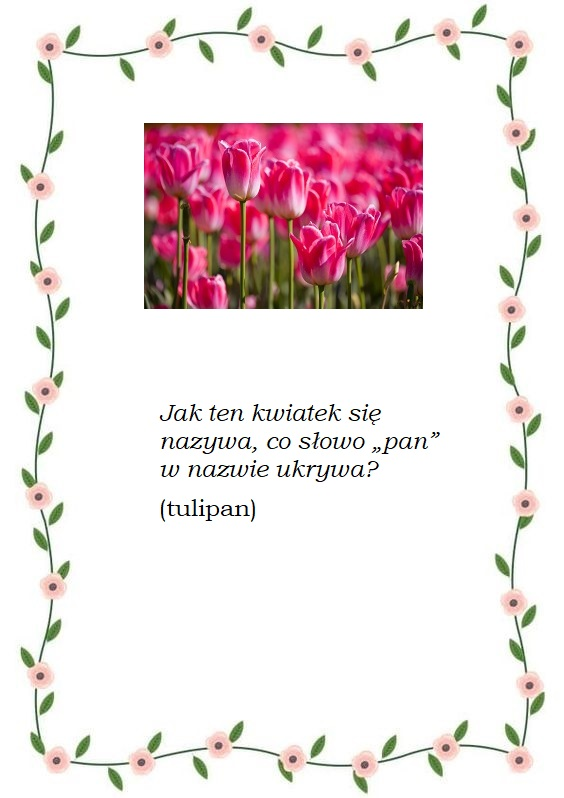 Jak ten kwiatek się
nazywa, co słowo „pan”
w nazwie ukrywa?
(tulipan)